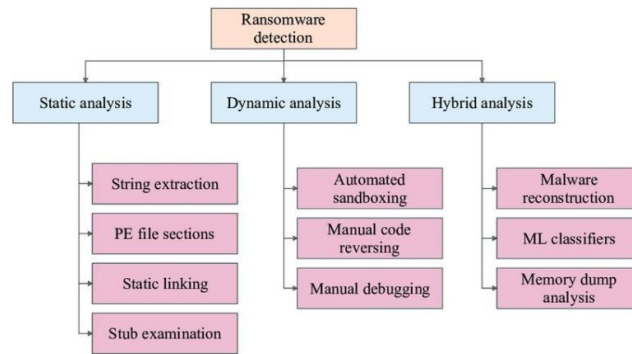 Ransomware
detection
Static analysis
Dynamic analysis
Hybrid analysis
String extraction
PE file sections
Static linking
Stub examination
Automated
sandboxing
Manual code
reversing
Manual debugging
Malware
reconstruction
ML classifiers
Memory dump
analysis